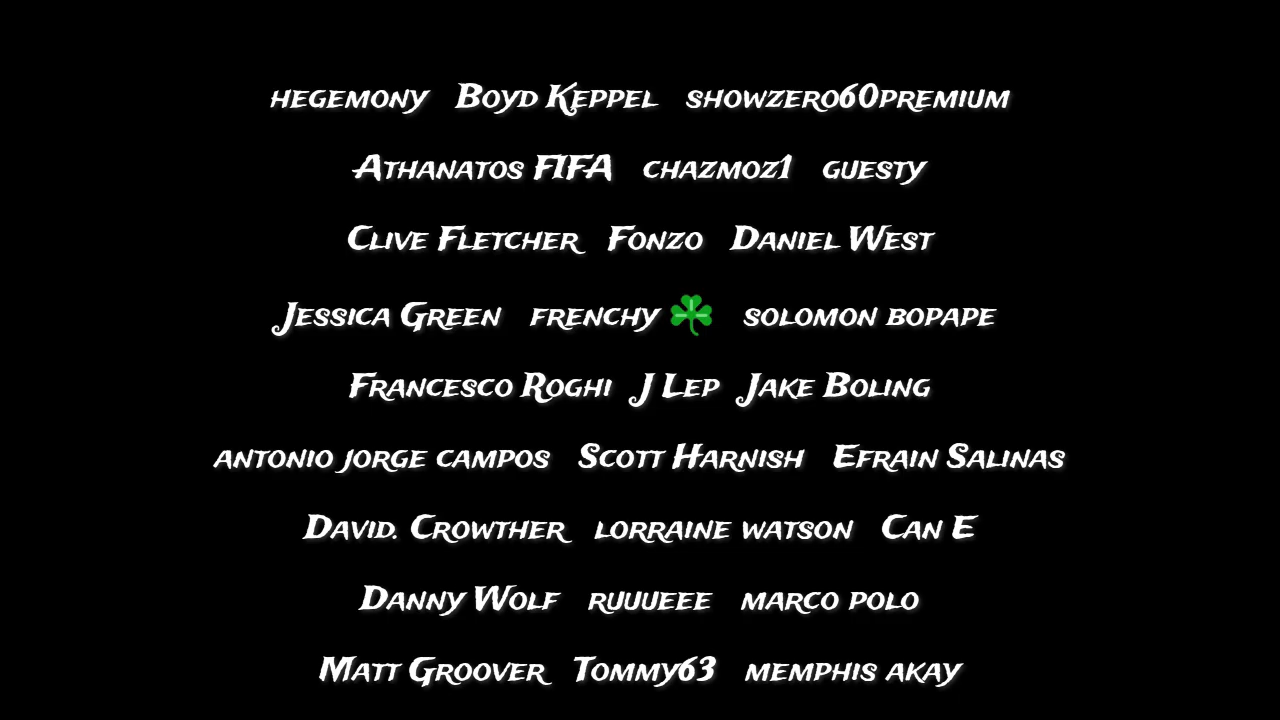 hegemony Boyd Keppel showzero60premium
Athanatos FIFA chazmoz1 guesty
Clive Fletcher Fonzo Daniel West
Jessica Green frenchy ☘️ solomon bopape
Francesco Roghi J Lep Jake Boling
antonio jorge campos Scott Harnish Efrain Salinas
David. Crowther lorraine watson Can E
Danny Wolf ruuueee marco polo
Matt Groover Tommy63 memphis akay